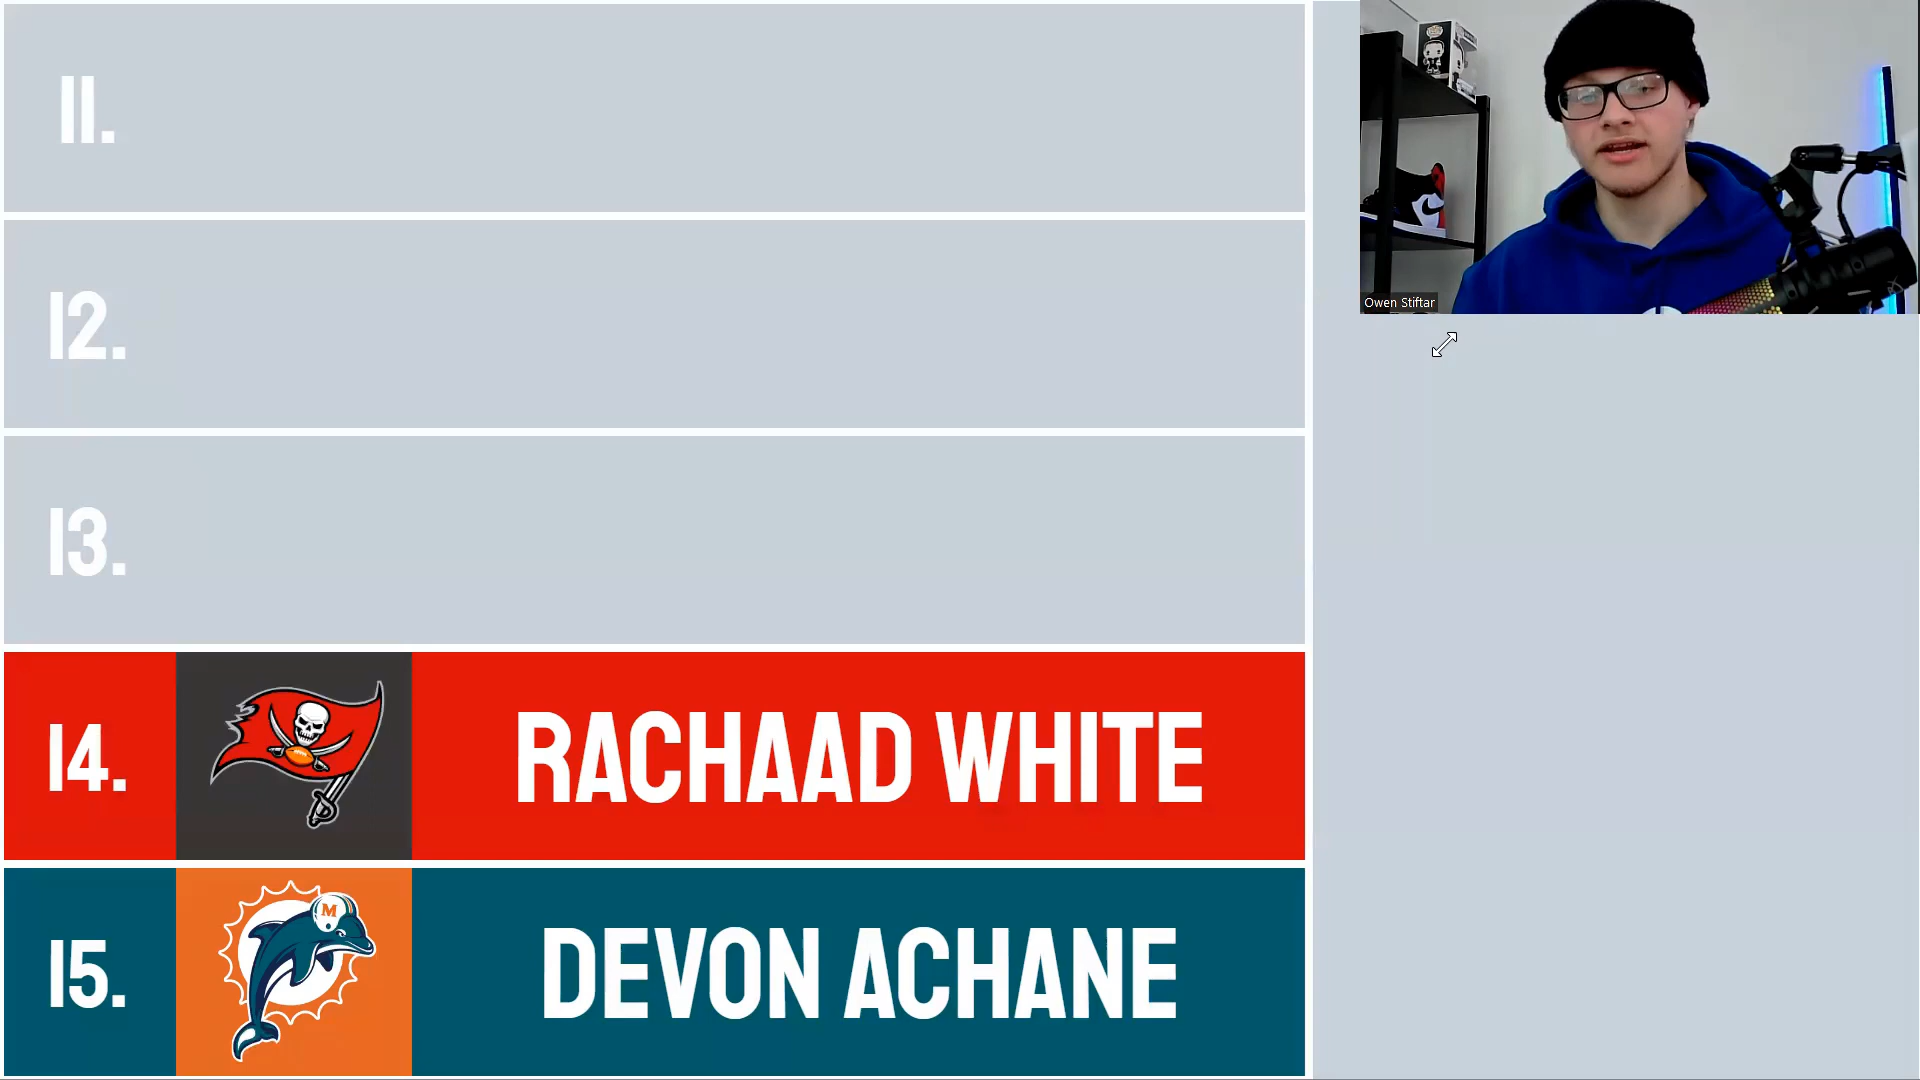 11.
12.
13.
14. RACHAAD WHITE
15. DEVON ACHANE
Owen Stiftar
M